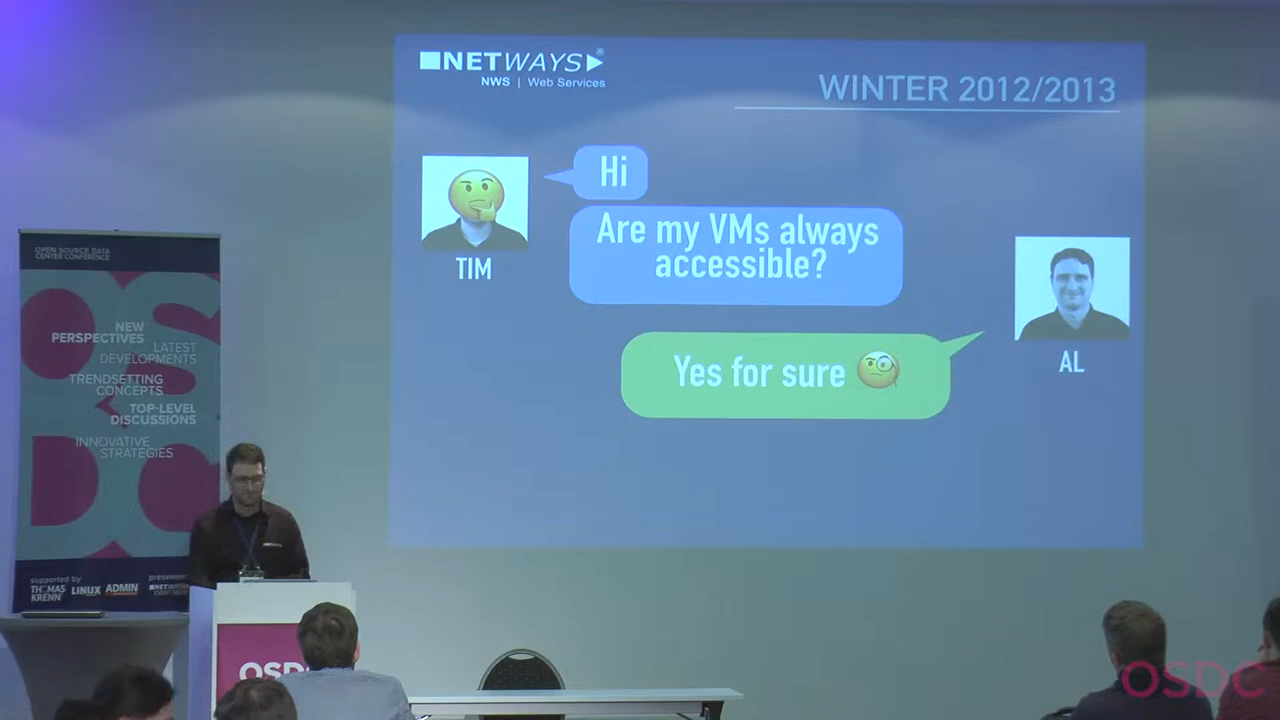 NETWAYS®
NWS | Web Services
WINTER 2012/2013
Hi
Are my VMs always
accessible?
TIM
Yes for sure
AL
OPEN SOURCE DATA
CENTER CONFERENCE
NEW
PERSPECTIVES
LATEST
DEVELOPMENTS
TRENDSETTING
CONCEPTS
TOP-LEVEL
DISCUSSIONS
INNOVATIVE
STRATEGIES
supported by
THOMAS
KRENN
LINUX
ADMIN
OSDC